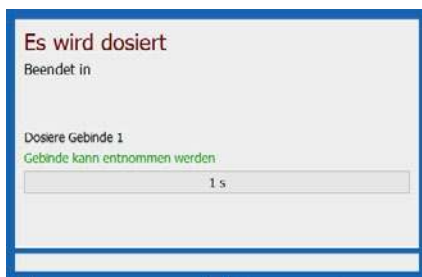 Es wird dosiert
Beendet in
Dosiere Gebinde 1
Gebinde kann entnommen werden
1 s